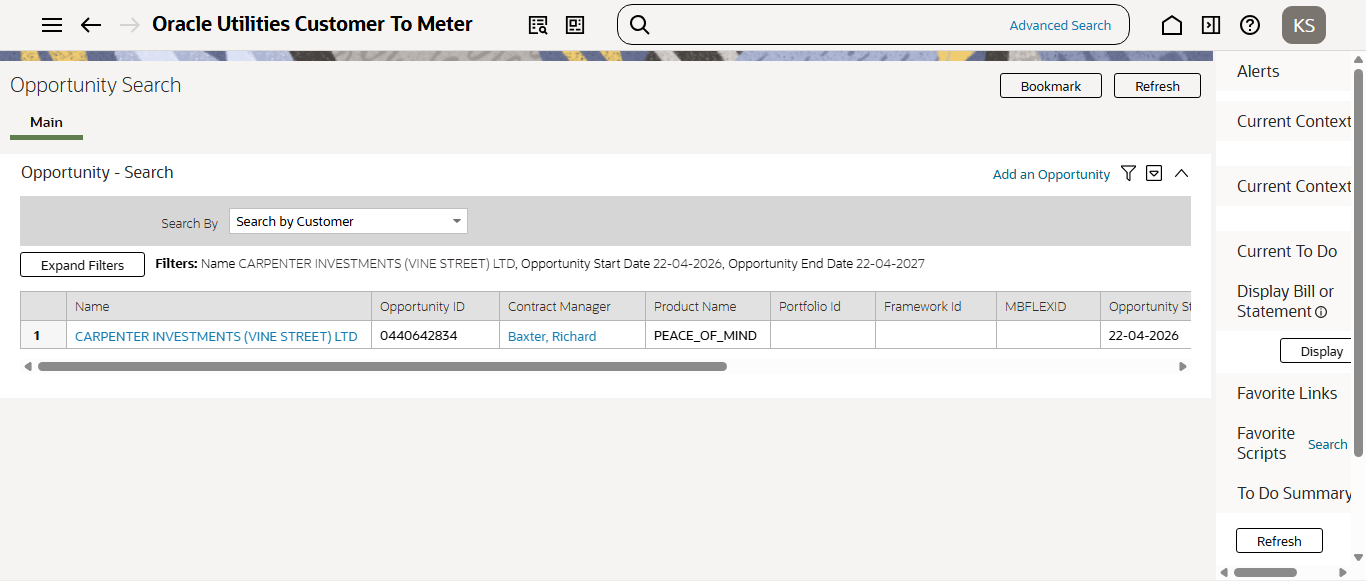 Oracle Utilities Customer To Meter
Advanced Search
KS
Opportunity Search
Bookmark
Refresh
Main
Opportunity - Search
Add an Opportunity
Search By
Search by Customer
Expand Filters
Filters: Name CARPENTER INVESTMENTS (VINE STREET) LTD, Opportunity Start Date 22-04-2026, Opportunity End Date 22-04-2027
Name Opportunity ID Contract Manager Product Name Portfolio Id Framework Id MBFLEXID Opportunity St
1 CARPENTER INVESTMENTS (VINE STREET) LTD 0440642834 Baxter, Richard PEACE_OF_MIND 22-04-2026
Alerts
Current Context
Current Context
Current To Do
Display Bill or
Statement
Display
Favorite Links
Favorite
Scripts
Search
To Do Summary
Refresh